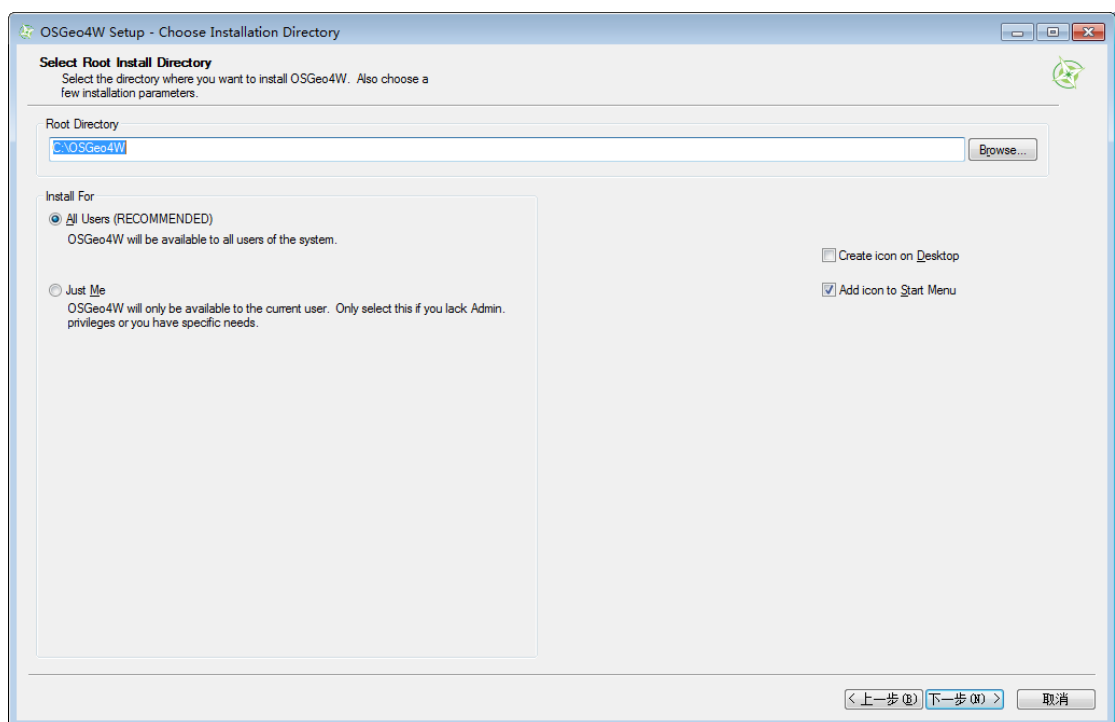 OSGeo4W Setup - Choose Installation Directory
Select Root Install Directory
Select the directory where you want to install OSGeo4W.  Also choose a
few installation parameters.
Root Directory
C:\OSGeo4W
Browse...
Install For
All Users (RECOMMENDED)
OSGeo4W will be available to all users of the system.
Create icon on Desktop
Just Me
Add icon to Start Menu
OSGeo4W will only be available to the current user.  Only select this if you lack Admin.
privileges or you have specific needs.
< 上一步(B) 下一步(N) > 取消